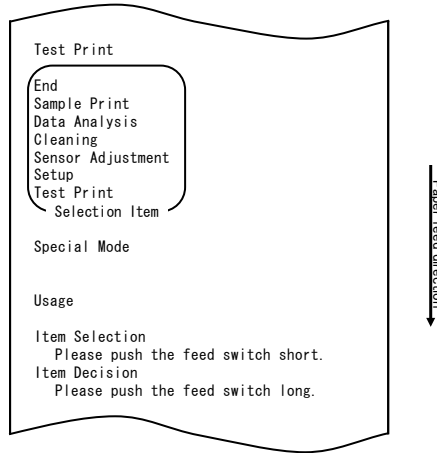 Test Print
End
Sample Print
Data Analysis
Cleaning
Sensor Adjustment
Setup
Test Print
Selection Item
Special Mode
Usage
Item Selection
Please push the feed switch short.
Item Decision
Please push the feed switch long.
Paper feed direction